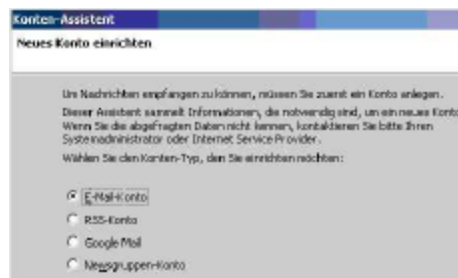 Konten-Assistent
Neues Konto einrichten
Um Nachrichten empfangen zu können, müssen Sie zuerst ein Konto anlegen.
Dieser Assistent sammelt Informationen, die notwendig sind, um ein neues Konto
Wenn Sie die abgefragten Daten nicht kennen, kontaktieren Sie bitte Ihren
Systemadministrator oder Internet Service Provider.
Wählen Sie den Konten-Typ, den Sie einrichten möchten:
E-Mail-Konto
RSS-Konto
Google Mail
Newsgruppen-Konto